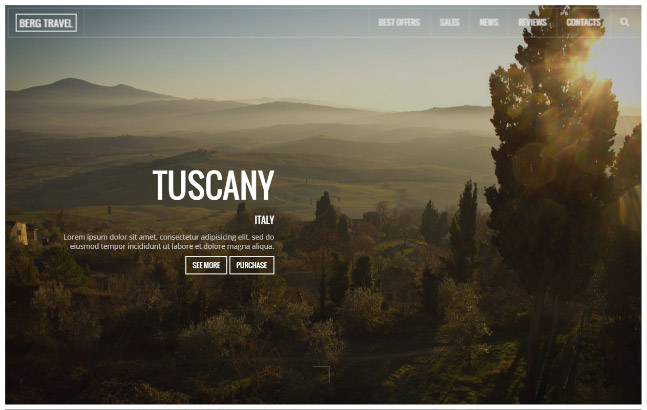 BERG TRAVEL
BEST OFFERS SALES NEWS REVIEWS CONTACTS
TUSCANY
ITALY
Lorem ipsum dolor sit amet, consectetur adipisicing elit, sed do
eiusmod tempor incididunt ut labore et dolore magna aliqua.
SEE MORE PURCHASE